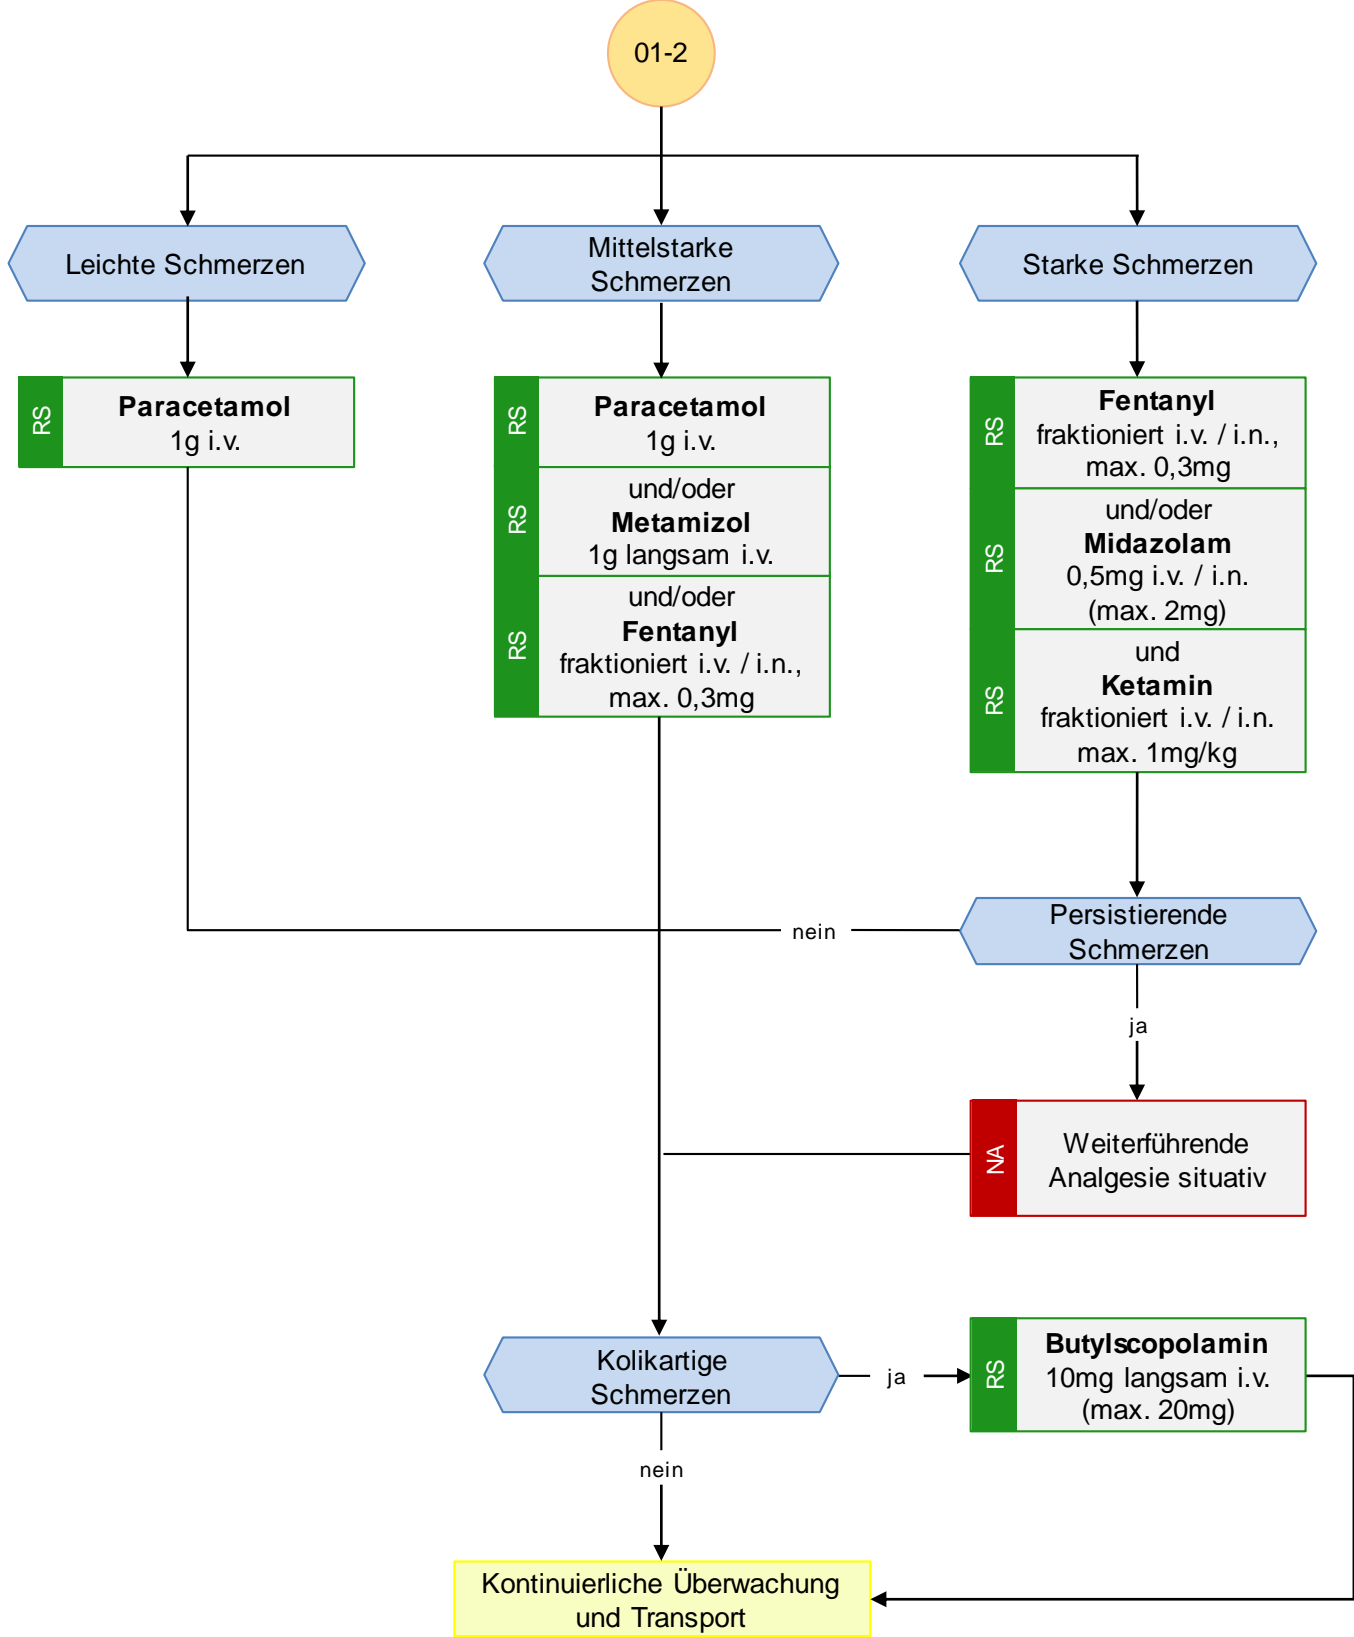 01-2
Leichte Schmerzen
Mittelstarke
Schmerzen
Starke Schmerzen
RS
Paracetamol
1g i.v.
RS
Paracetamol
1g i.v.
RS
und/oder
Metamizol
1g langsam i.v.
RS
und/oder
Fentanyl
fraktioniert i.v. / i.n.,
max. 0,3mg
RS
Fentanyl
fraktioniert i.v. / i.n.,
max. 0,3mg
RS
und/oder
Midazolam
0,5mg i.v. / i.n.
(max. 2mg)
RS
und
Ketamin
fraktioniert i.v. / i.n.
max. 1mg/kg
nein
Persistierende
Schmerzen
ja
NA
Weiterführende
Analgesie situativ
Kolikartige
Schmerzen
ja
RS
Butylscopolamin
10mg langsam i.v.
(max. 20mg)
nein
Kontinuierliche Überwachung
und Transport